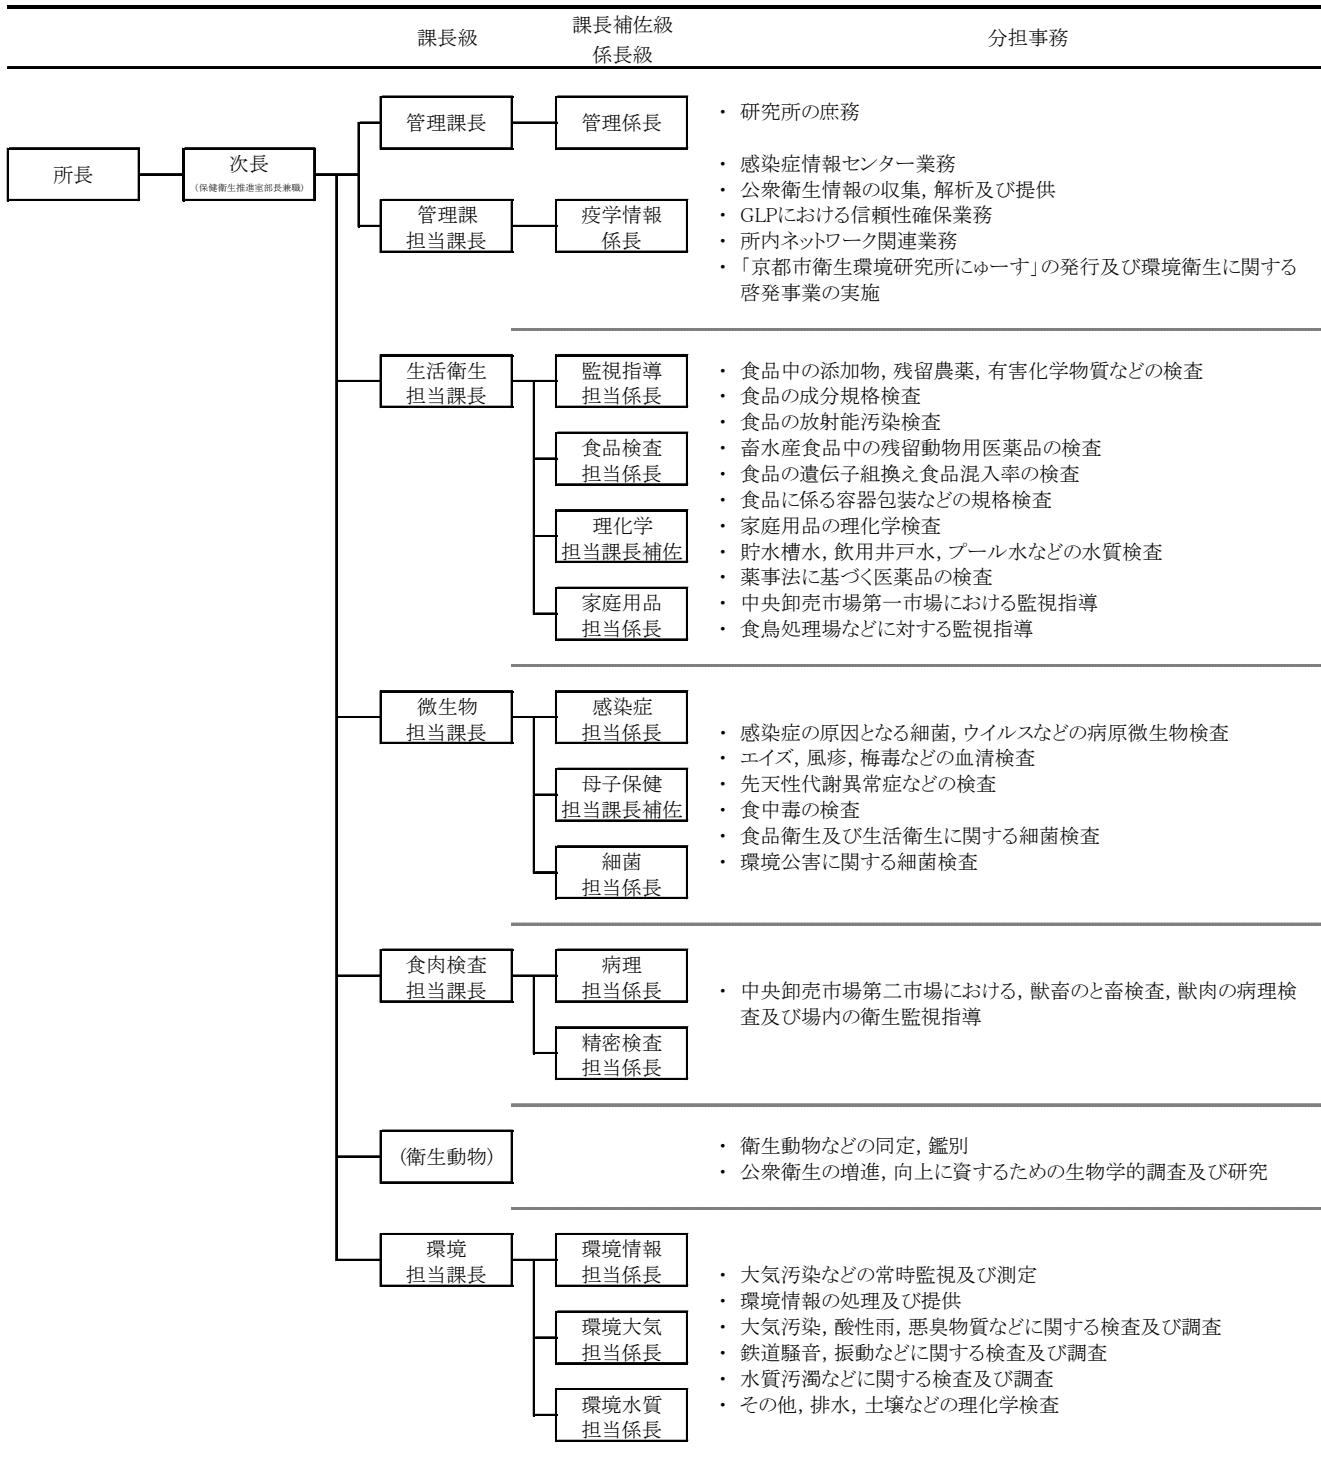 課長級
課長補佐級
係長級
分担事務
所長
次長
(保健衛生推進室部長兼職)
管理課長
管理係長
・ 研究所の庶務
管理課
担当課長
疫学情報
係長
・ 感染症情報センター業務
・ 公衆衛生情報の収集, 解析及び提供
・ GLPにおける信頼性確保業務
・ 所内ネットワーク関連業務
・ 「京都市衛生環境研究所にゅーす」の発行及び環境衛生に関する
啓発事業の実施
生活衛生
担当課長
監視指導
担当係長
食品検査
担当係長
理化学
担当課長補佐
家庭用品
担当係長
・ 食品中の添加物, 残留農薬, 有害化学物質などの検査
・ 食品の成分規格検査
・ 食品の放射能汚染検査
・ 畜水産食品中の残留動物用医薬品の検査
・ 食品の遺伝子組換え食品混入率の検査
・ 食品に係る容器包装などの規格検査
・ 家庭用品の理化学検査
・ 貯水槽水, 飲用井戸水, プール水などの水質検査
・ 薬事法に基づく医薬品の検査
・ 中央卸売市場第一市場における監視指導
・ 食鳥処理場などに対する監視指導
微生物
担当課長
感染症
担当係長
母子保健
担当課長補佐
細菌
担当係長
・ 感染症の原因となる細菌, ウイルスなどの病原微生物検査
・ エイズ, 風疹, 梅毒などの血清検査
・ 先天性代謝異常症などの検査
・ 食中毒の検査
・ 食品衛生及び生活衛生に関する細菌検査
・ 環境公害に関する細菌検査
食肉検査
担当課長
病理
担当係長
精密検査
担当係長
・ 中央卸売市場第二市場における, 獣畜のと畜検査, 獣肉の病理検
査及び場内の衛生監視指導
(衛生動物)
・ 衛生動物などの同定, 鑑別
・ 公衆衛生の増進, 向上に資するための生物学的調査及び研究
環境
担当課長
環境情報
担当係長
環境大気
担当係長
環境水質
担当係長
・ 大気汚染などの常時監視及び測定
・ 環境情報の処理及び提供
・ 大気汚染, 酸性雨, 悪臭物質などに関する検査及び調査
・ 鉄道騒音, 振動などに関する検査及び調査
・ 水質汚濁などに関する検査及び調査
・ その他, 排水, 土壌などの理化学検査